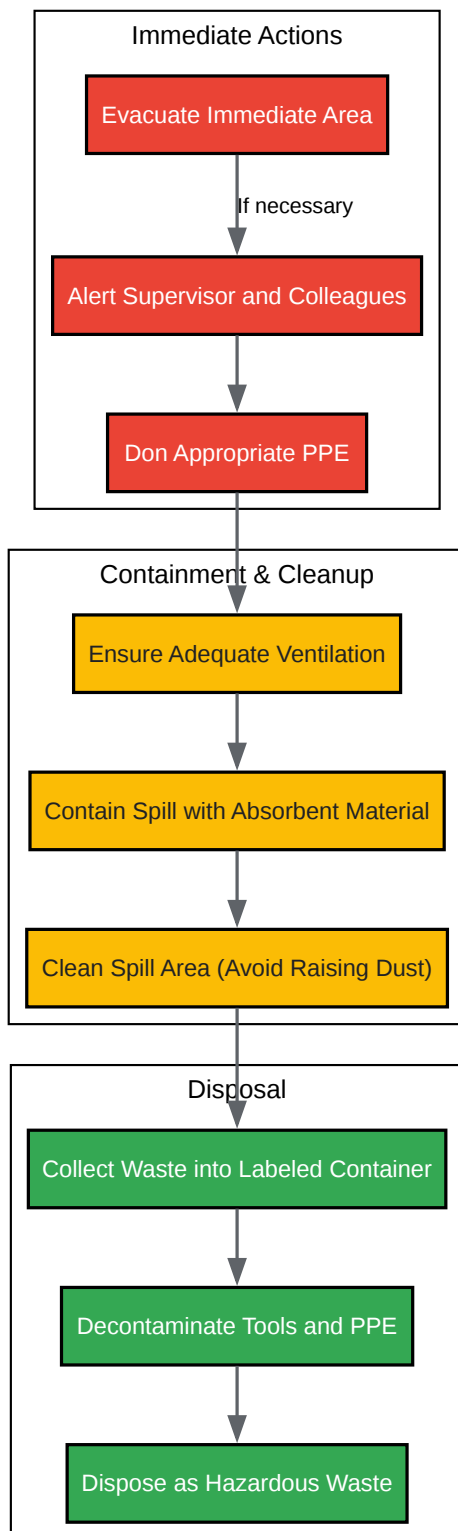 Immediate Actions
Evacuate Immediate Area
If necessary
Alert Supervisor and Colleagues
Don Appropriate PPE
Containment & Cleanup
Ensure Adequate Ventilation
Contain Spill with Absorbent Material
Clean Spill Area (Avoid Raising Dust)
Disposal
Collect Waste into Labeled Container
Decontaminate Tools and PPE
Dispose as Hazardous Waste